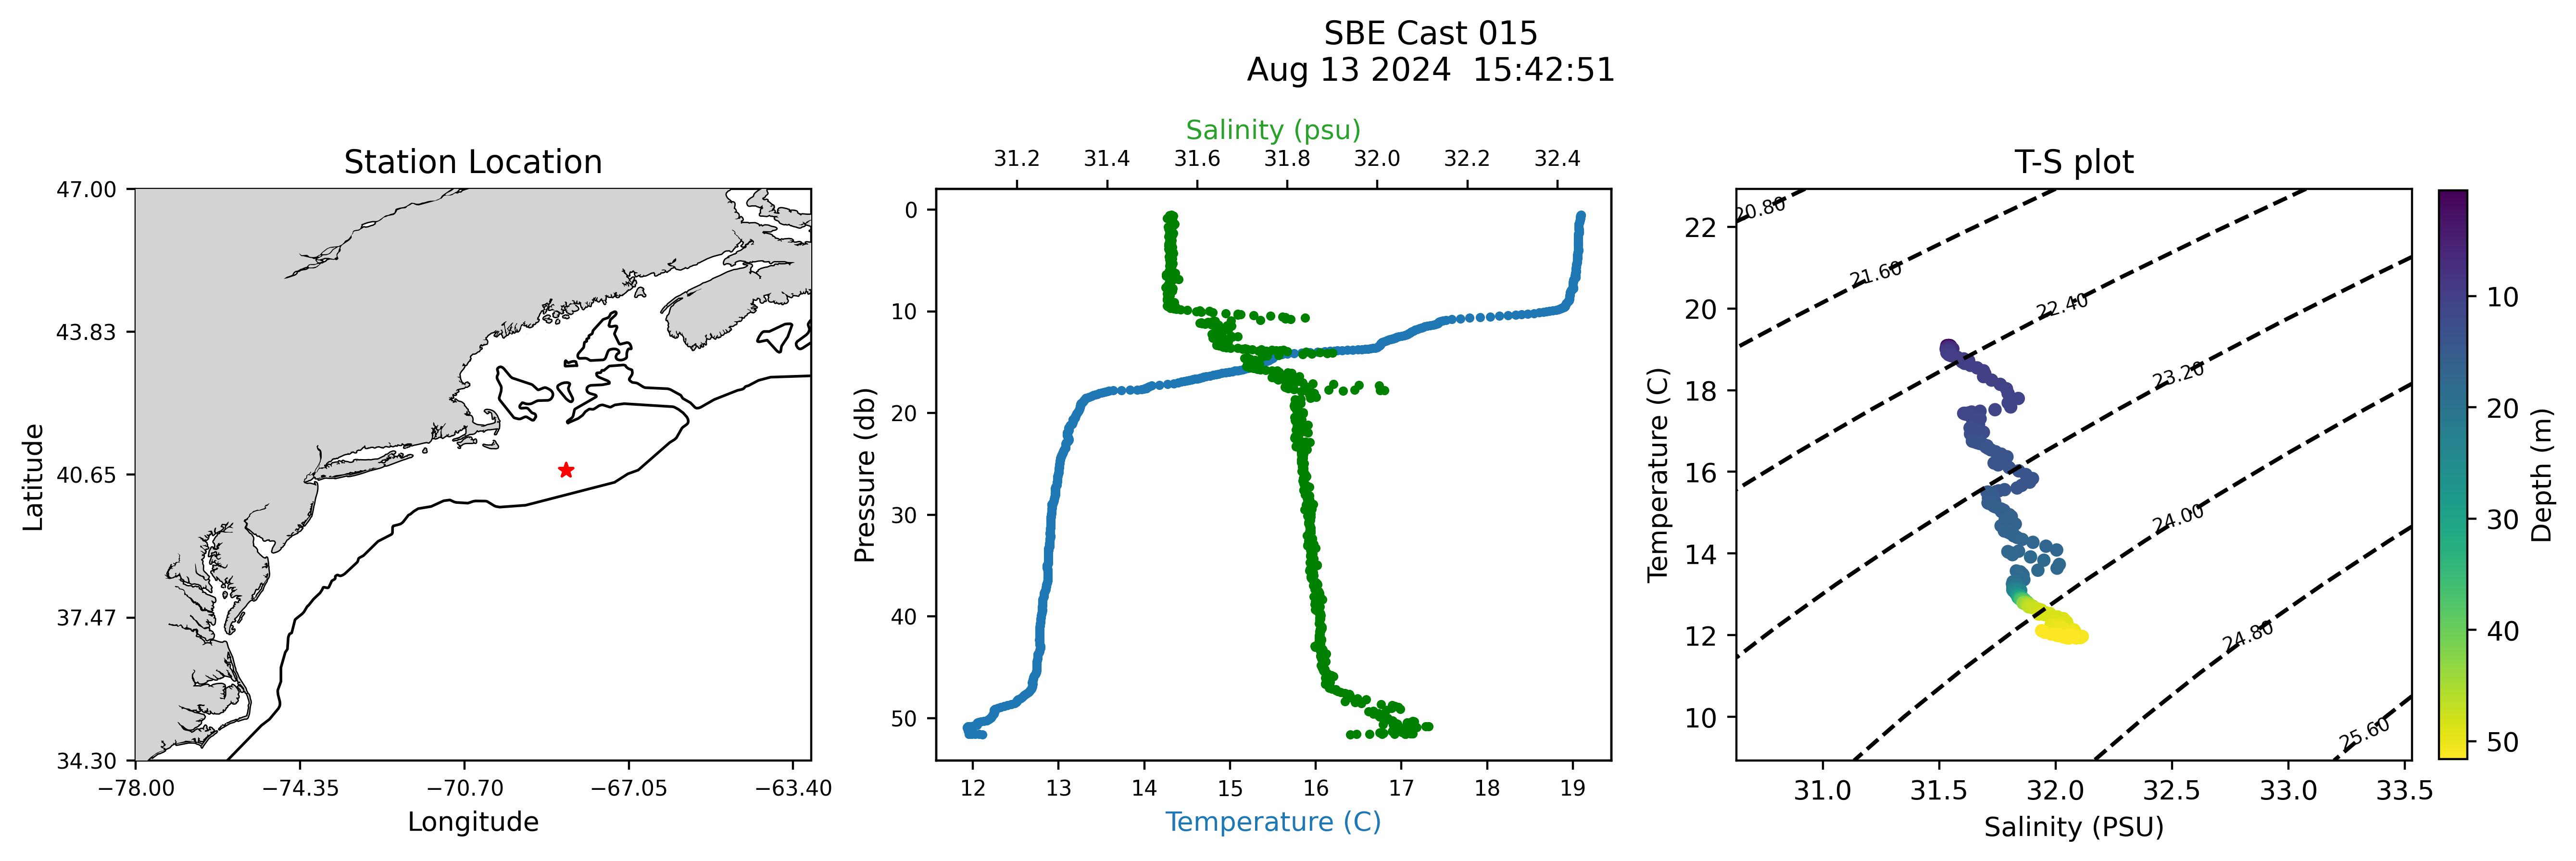 SBE Cast 015
Aug 13 2024  15:42:51
Station Location
47.00
43.83
40.65
37.47
34.30
−78.00 −74.35 −70.70 −67.05 −63.40
Latitude
Longitude
Salinity (psu)
31.2 31.4 31.6 31.8 32.0 32.2 32.4
0
10
20
30
40
50
Pressure (db)
12 13 14 15 16 17 18 19
Temperature (C)
T-S plot
22
20
18
16
14
12
10
Temperature (C)
20.80
21.60
22.40
23.20
24.00
24.80
25.60
31.0 31.5 32.0 32.5 33.0 33.5
Salinity (PSU)
10
20
30
40
50
Depth (m)